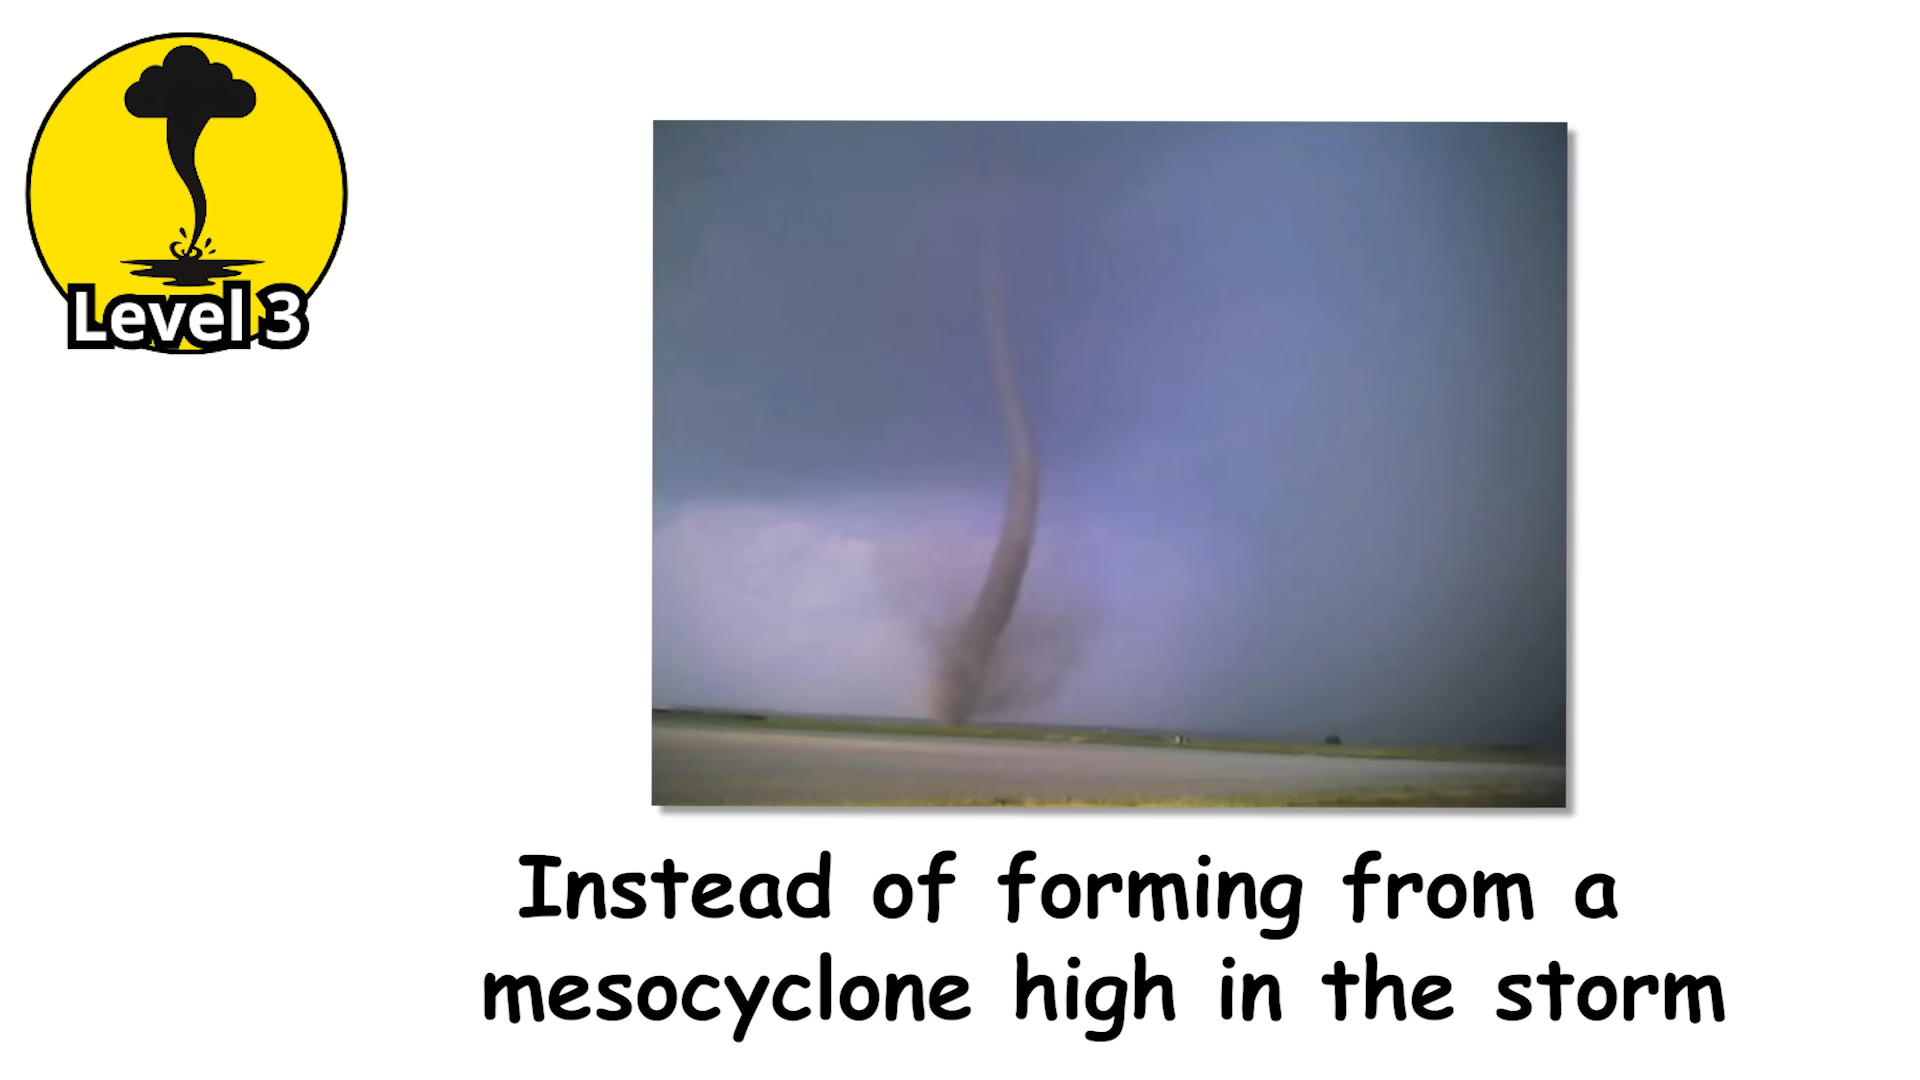 Level 3
Instead of forming from a
mesocyclone high in the storm